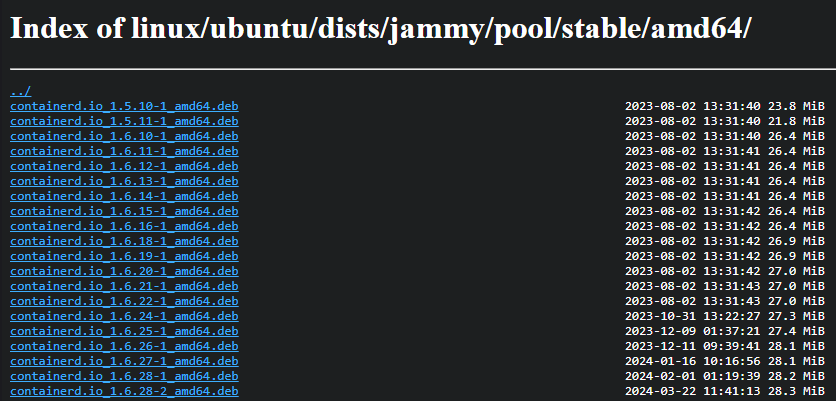 Index of linux/ubuntu/dists/jammy/pool/stable/amd64/
../
containerd.io_1.5.10-1_amd64.deb 2023-08-02 13:31:40 23.8 MiB
containerd.io_1.5.11-1_amd64.deb 2023-08-02 13:31:40 21.8 MiB
containerd.io_1.6.10-1_amd64.deb 2023-08-02 13:31:40 26.4 MiB
containerd.io_1.6.11-1_amd64.deb 2023-08-02 13:31:41 26.4 MiB
containerd.io_1.6.12-1_amd64.deb 2023-08-02 13:31:41 26.4 MiB
containerd.io_1.6.13-1_amd64.deb 2023-08-02 13:31:41 26.4 MiB
containerd.io_1.6.14-1_amd64.deb 2023-08-02 13:31:41 26.4 MiB
containerd.io_1.6.15-1_amd64.deb 2023-08-02 13:31:42 26.4 MiB
containerd.io_1.6.16-1_amd64.deb 2023-08-02 13:31:42 26.4 MiB
containerd.io_1.6.18-1_amd64.deb 2023-08-02 13:31:42 26.9 MiB
containerd.io_1.6.19-1_amd64.deb 2023-08-02 13:31:42 26.9 MiB
containerd.io_1.6.20-1_amd64.deb 2023-08-02 13:31:42 27.0 MiB
containerd.io_1.6.21-1_amd64.deb 2023-08-02 13:31:43 27.0 MiB
containerd.io_1.6.22-1_amd64.deb 2023-08-02 13:31:43 27.0 MiB
containerd.io_1.6.24-1_amd64.deb 2023-10-31 13:22:27 27.3 MiB
containerd.io_1.6.25-1_amd64.deb 2023-12-09 01:37:21 27.4 MiB
containerd.io_1.6.26-1_amd64.deb 2023-12-11 09:39:41 28.1 MiB
containerd.io_1.6.27-1_amd64.deb 2024-01-16 10:16:56 28.1 MiB
containerd.io_1.6.28-1_amd64.deb 2024-02-01 01:19:39 28.2 MiB
containerd.io_1.6.28-2_amd64.deb 2024-03-22 11:41:13 28.3 MiB